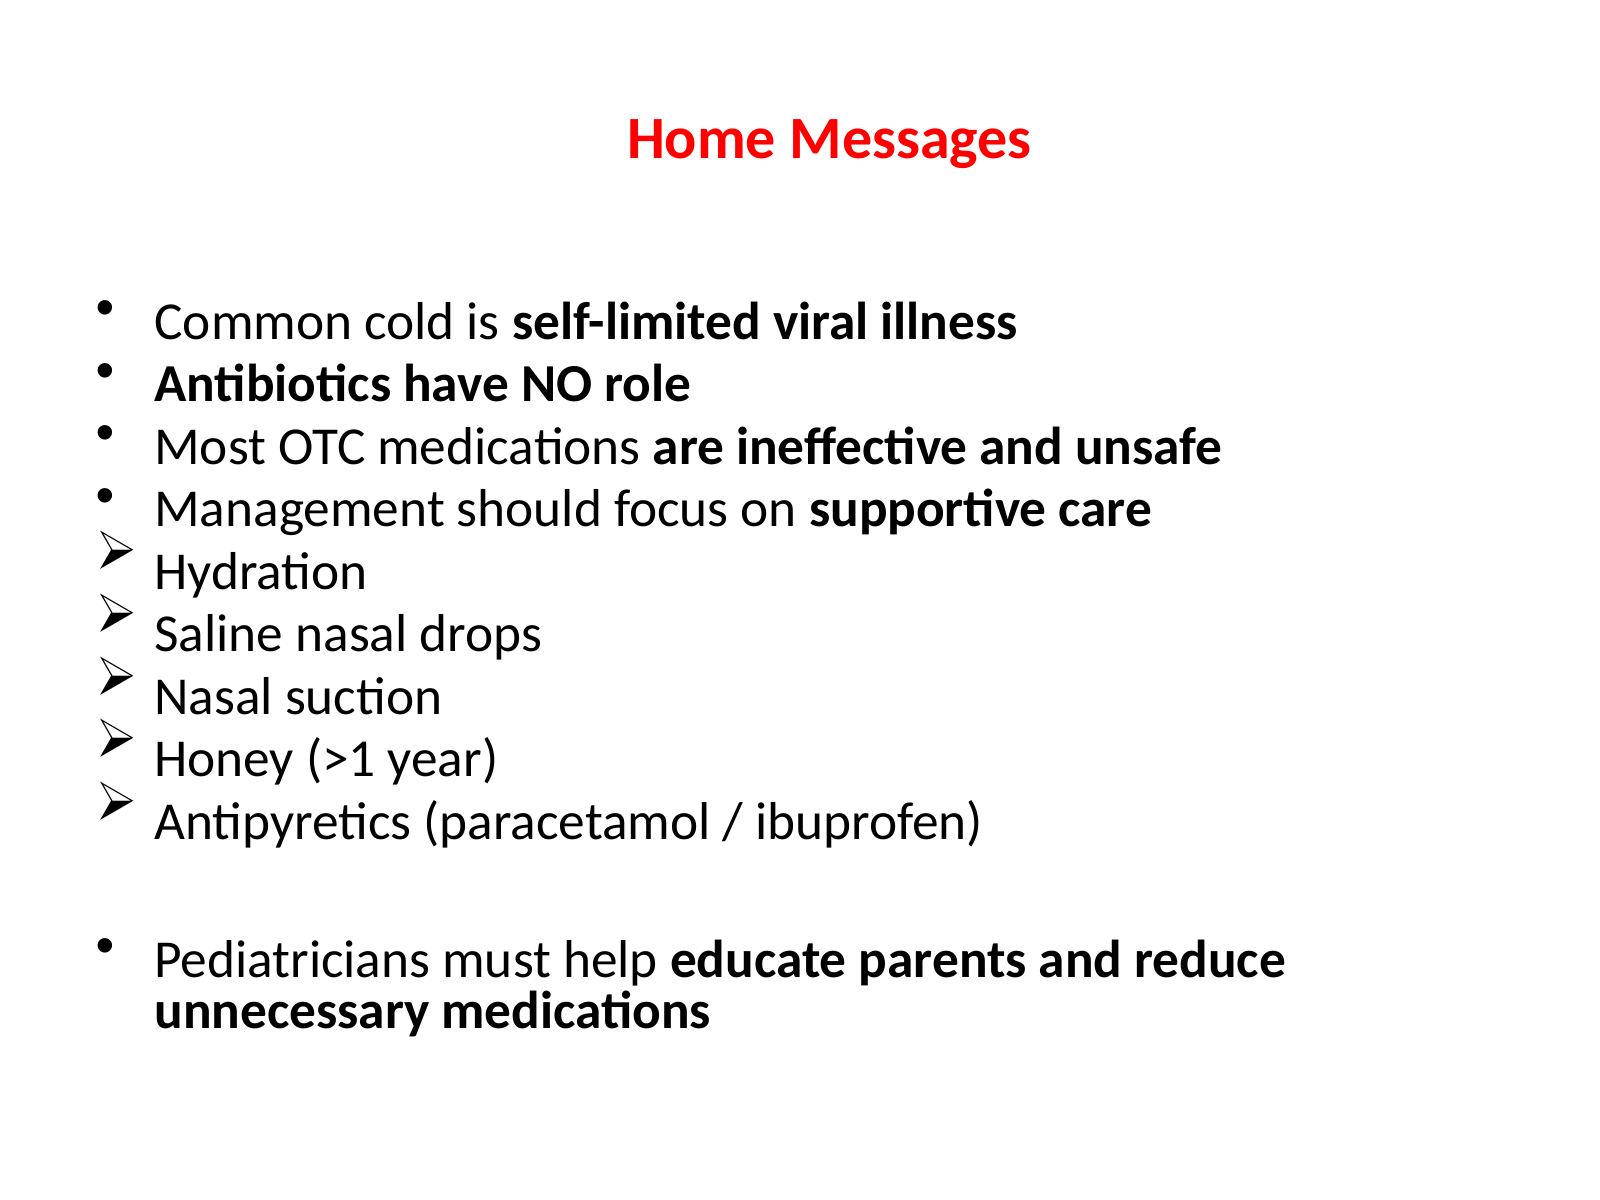 Home Messages
• Common cold is self-limited viral illness
• Antibiotics have NO role
• Most OTC medications are ineffective and unsafe
• Management should focus on supportive care
➢ Hydration
➢ Saline nasal drops
➢ Nasal suction
➢ Honey (>1 year)
➢ Antipyretics (paracetamol / ibuprofen)
• Pediatricians must help educate parents and reduce
unnecessary medications